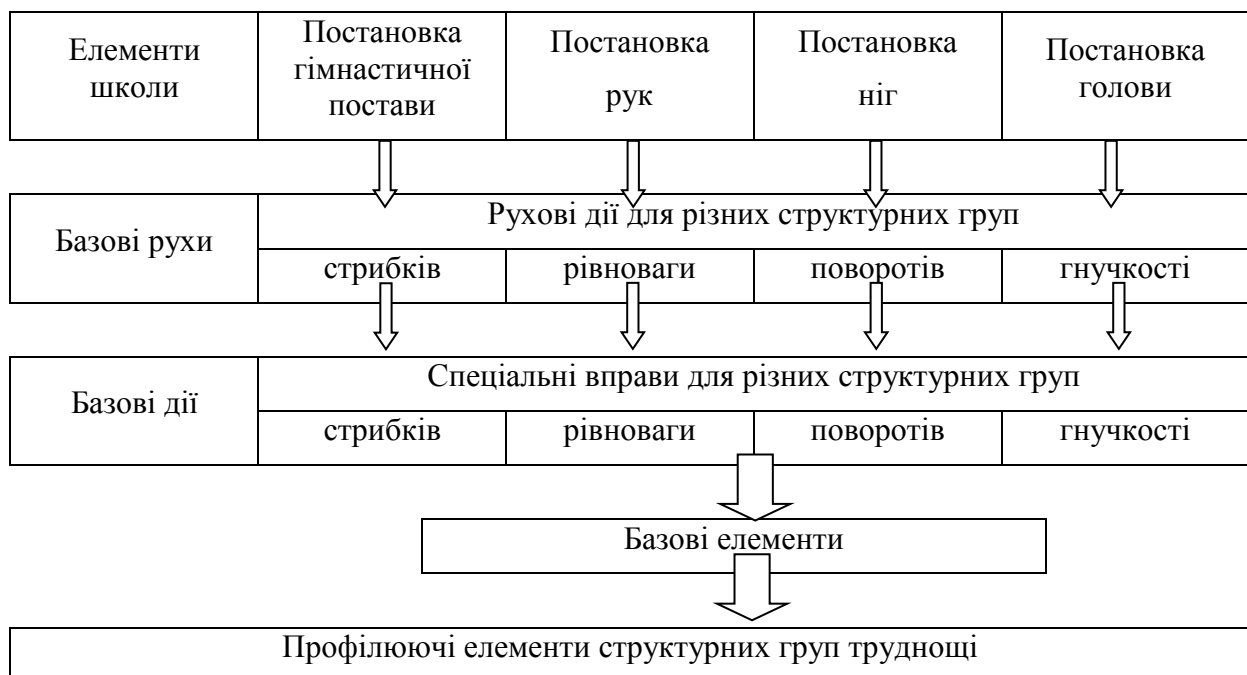 Елементи
школи
Постановка
гімнастичної
постави
Постановка
рук
Постановка
ніг
Постановка
голови
Базові рухи
Рухові дії для різних структурних груп
стрибків
рівноваги
поворотів
гнучкості
Базові дії
Спеціальні вправи для різних структурних груп
стрибків
рівноваги
поворотів
гнучкості
Базові елементи
Профілюючі елементи структурних груп труднощі